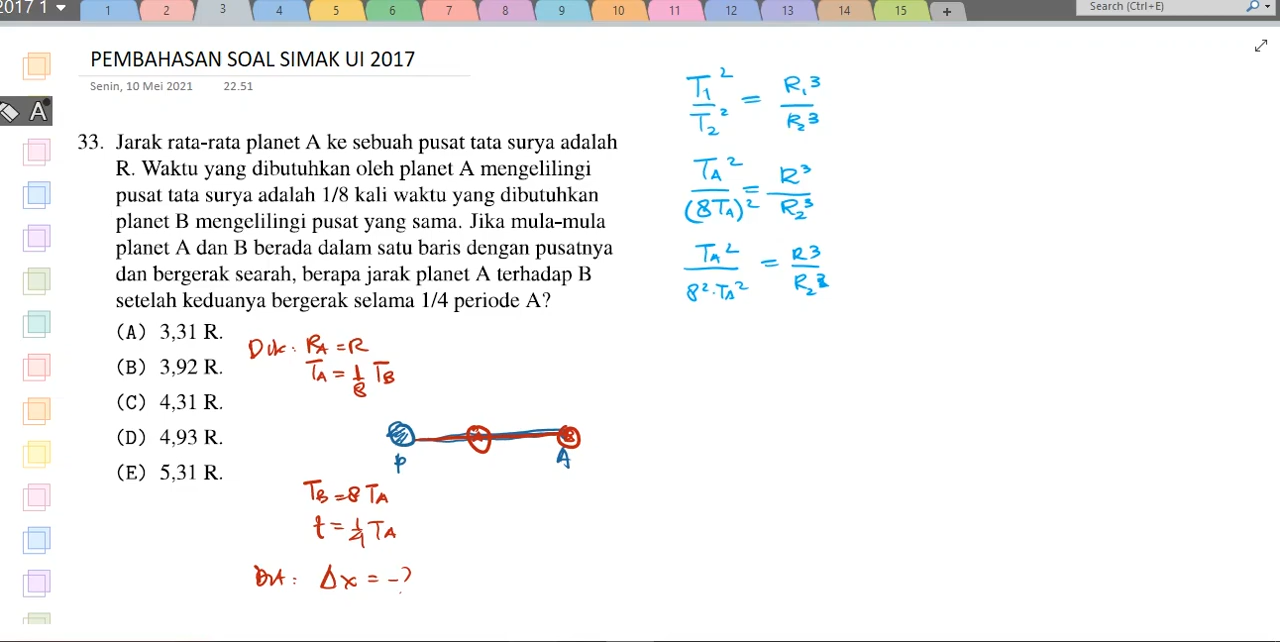 2017 1
1 2 3 4 5 6 7 8 9 10 11 12 13 14 15 +
Search (Ctrl+E)
PEMBAHASAN SOAL SIMAK UI 2017
Senin, 10 Mei 2021 22.51
A
33. Jarak rata-rata planet A ke sebuah pusat tata surya adalah
R. Waktu yang dibutuhkan oleh planet A mengelilingi
pusat tata surya adalah 1/8 kali waktu yang dibutuhkan
planet B mengelilingi pusat yang sama. Jika mula-mula
planet A dan B berada dalam satu baris dengan pusatnya
dan bergerak searah, berapa jarak planet A terhadap B
setelah keduanya bergerak selama 1/4 periode A?
(A) 3,31 R.
(B) 3,92 R.
(C) 4,31 R.
(D) 4,93 R.
(E) 5,31 R.
Dik: R_A = R
T_A = 1/8 T_B
A B
P A
T_B = 8 T_A
t = 1/4 T_A
Dit: Δx = -?
T_1^2/T_2^2 = R_1^3/R_2^3
T_A^2/(8T_A)^2 = R^3/R_2^3
T_A^2/8^2·T_A^2 = R^3/R_2^3